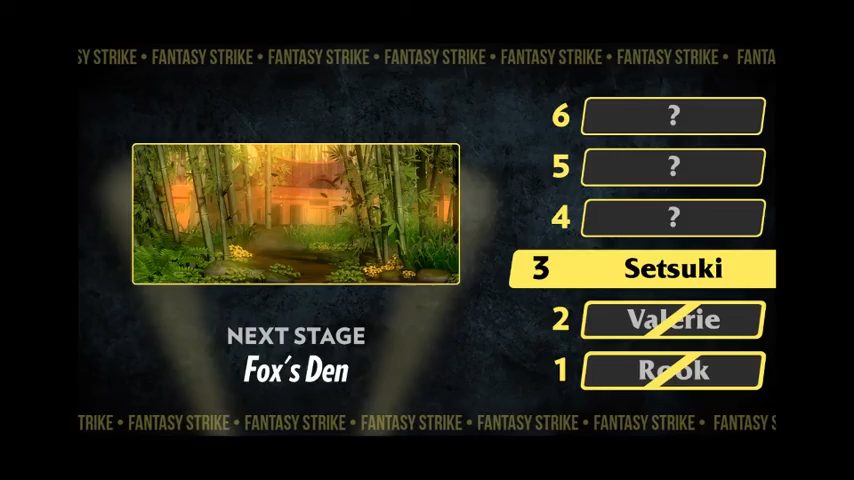 SY STRIKE • FANTASY STRIKE • FANTASY STRIKE • FANTASY STRIKE • FANTASY STRIKE • FANTASY STRIKE • FANTA
6 ?
5 ?
4 ?
3 Setsuki
2 Valerie
1 Rook
NEXT STAGE
Fox's Den
TRIKE • FANTASY STRIKE • FANTASY STRIKE • FANTASY STRIKE • FANTASY STRIKE • FANTASY STRIKE • FANTASY S